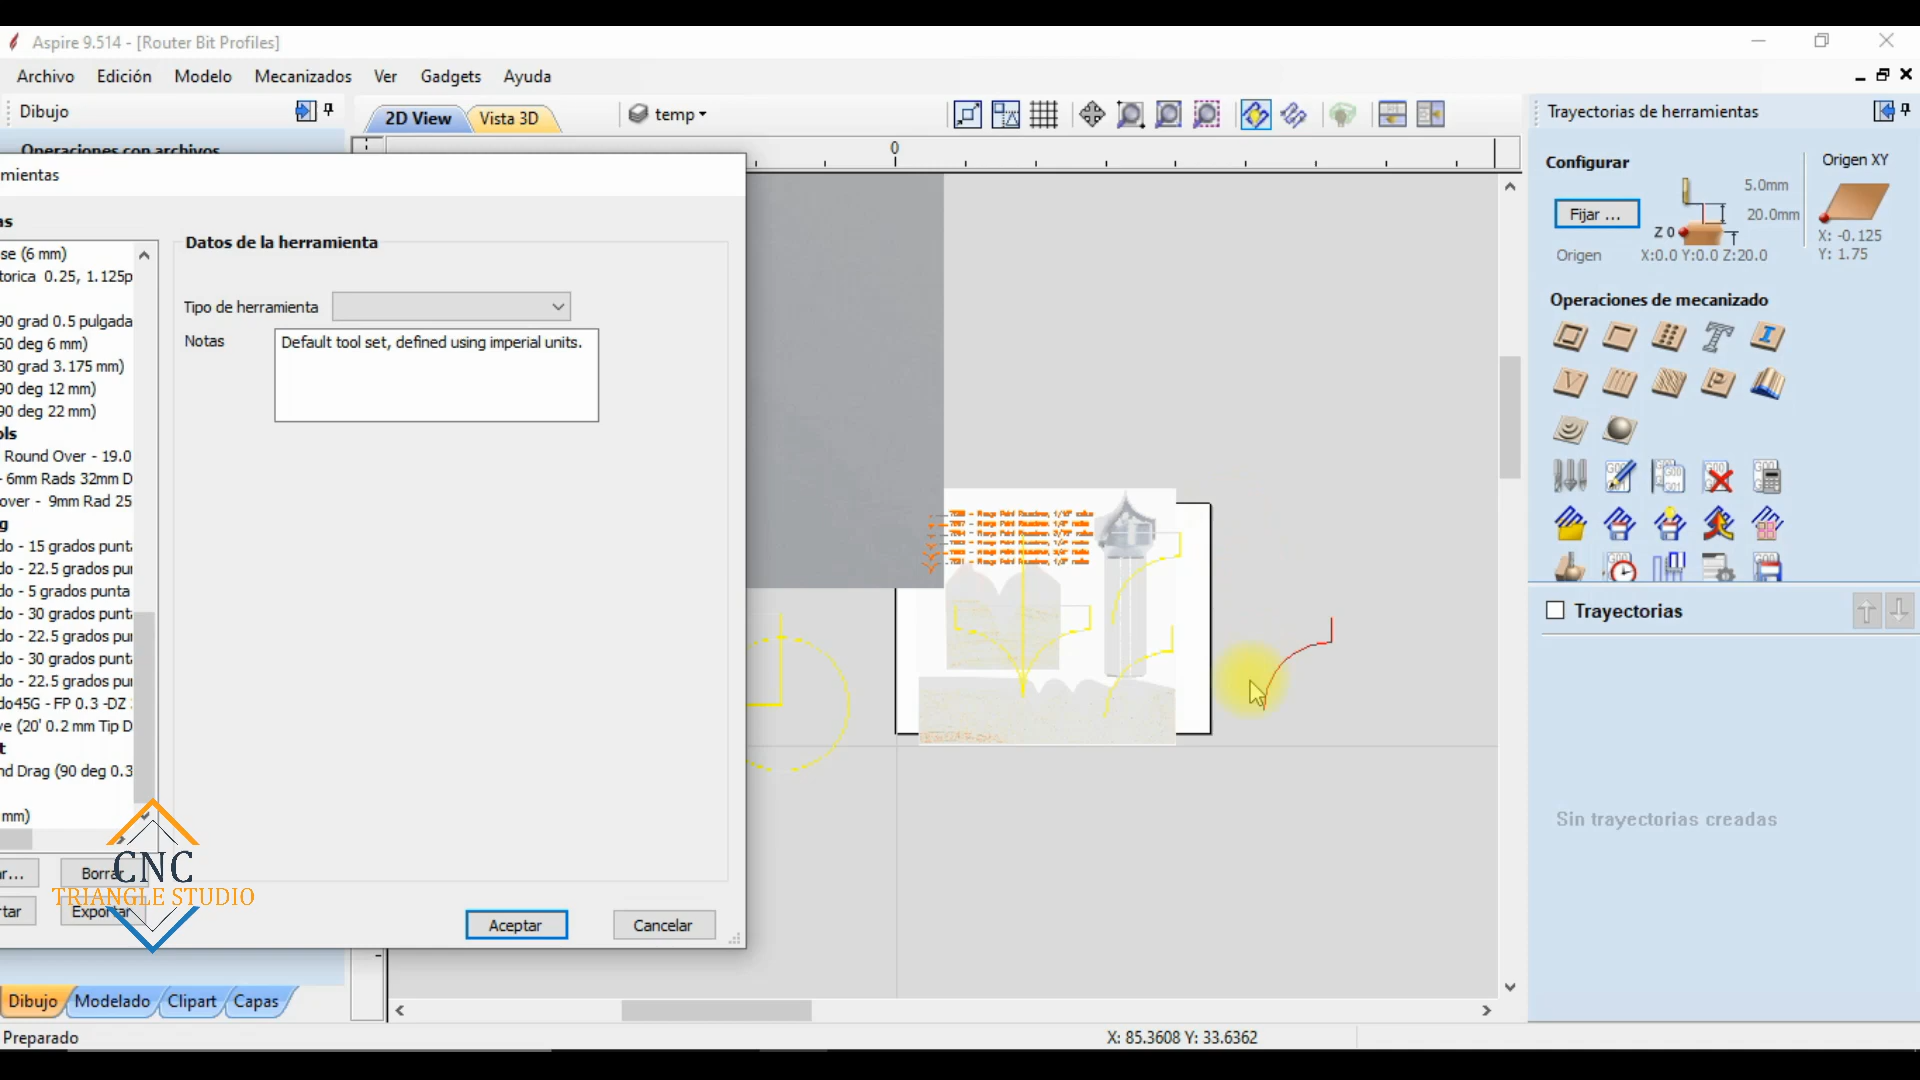 Aspire 9.514 - [Router Bit Profiles]
Archivo Edición Modelo Mecanizados Ver Gadgets Ayuda
Dibujo
2D View Vista 3D temp
Trayectorias de herramientas
Operaciones con archivos
0
mientas
as
se (6 mm)
torica 0.25, 1.125p
90 grad 0.5 pulgada
60 deg 6 mm)
30 grad 3.175 mm)
90 deg 12 mm)
90 deg 22 mm)
ols
Round Over - 19.0
- 6mm Rads 32mm D
over - 9mm Rad 25
g
do - 15 grados punt
do - 22.5 grados pu
do - 5 grados punta
do - 30 grados punt
do - 22.5 grados pu
do - 30 grados punt
do - 22.5 grados pu
do45G - FP 0.3 -DZ
ve (20' 0.2 mm Tip D
t
nd Drag (90 deg 0.3
mm)
ar... Borrar
rtar Exportar
CNC
TRIANGLE STUDIO
Datos de la herramienta
Tipo de herramienta
Notas
Default tool set, defined using imperial units.
Aceptar Cancelar
Configurar
Origen XY
Fijar ...
5.0mm
20.0mm
Z 0
X: -0.125
Y: 1.75
Origen X:0.0 Y:0.0 Z:20.0
Operaciones de mecanizado
Trayectorias
Sin trayectorias creadas
Dibujo Modelado Clipart Capas
Preparado
X: 85.3608 Y: 33.6362